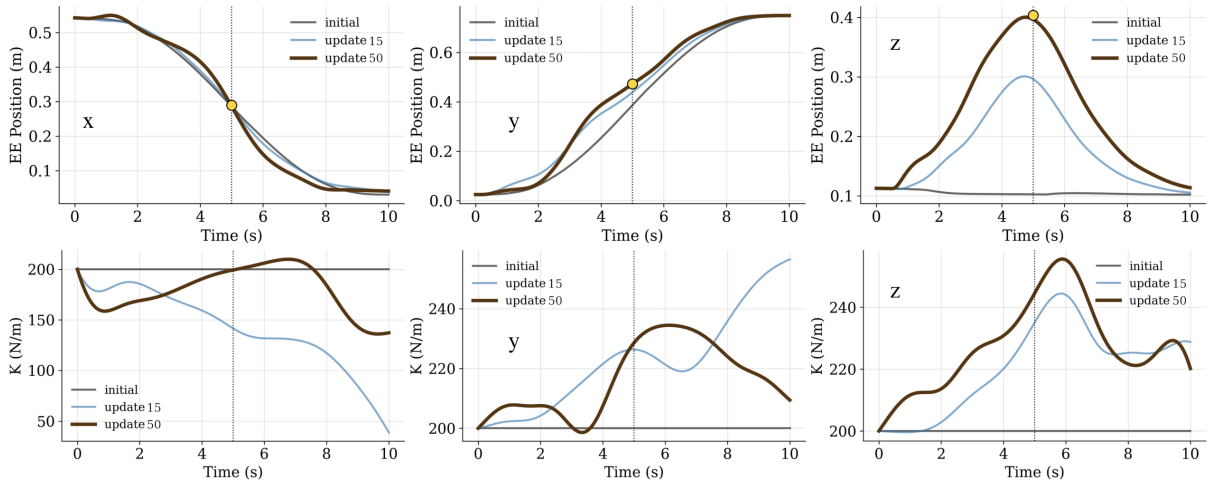 EE Position (m)
0.5
0.4
0.3
0.2
0.1
x
initial
update 15
update 50
0 2 4 6 8 10
Time (s)
EE Position (m)
0.6
0.4
0.2
0.0
y
initial
update 15
update 50
0 2 4 6 8 10
Time (s)
EE Position (m)
0.4
0.3
0.2
0.1
z
initial
update 15
update 50
0 2 4 6 8 10
Time (s)
K (N/m)
200
150
100
50
initial
update 15
update 50
0 2 4 6 8 10
Time (s)
K (N/m)
240
220
200
y
initial
update 15
update 50
0 2 4 6 8 10
Time (s)
K (N/m)
240
220
200
z
initial
update 15
update 50
0 2 4 6 8 10
Time (s)